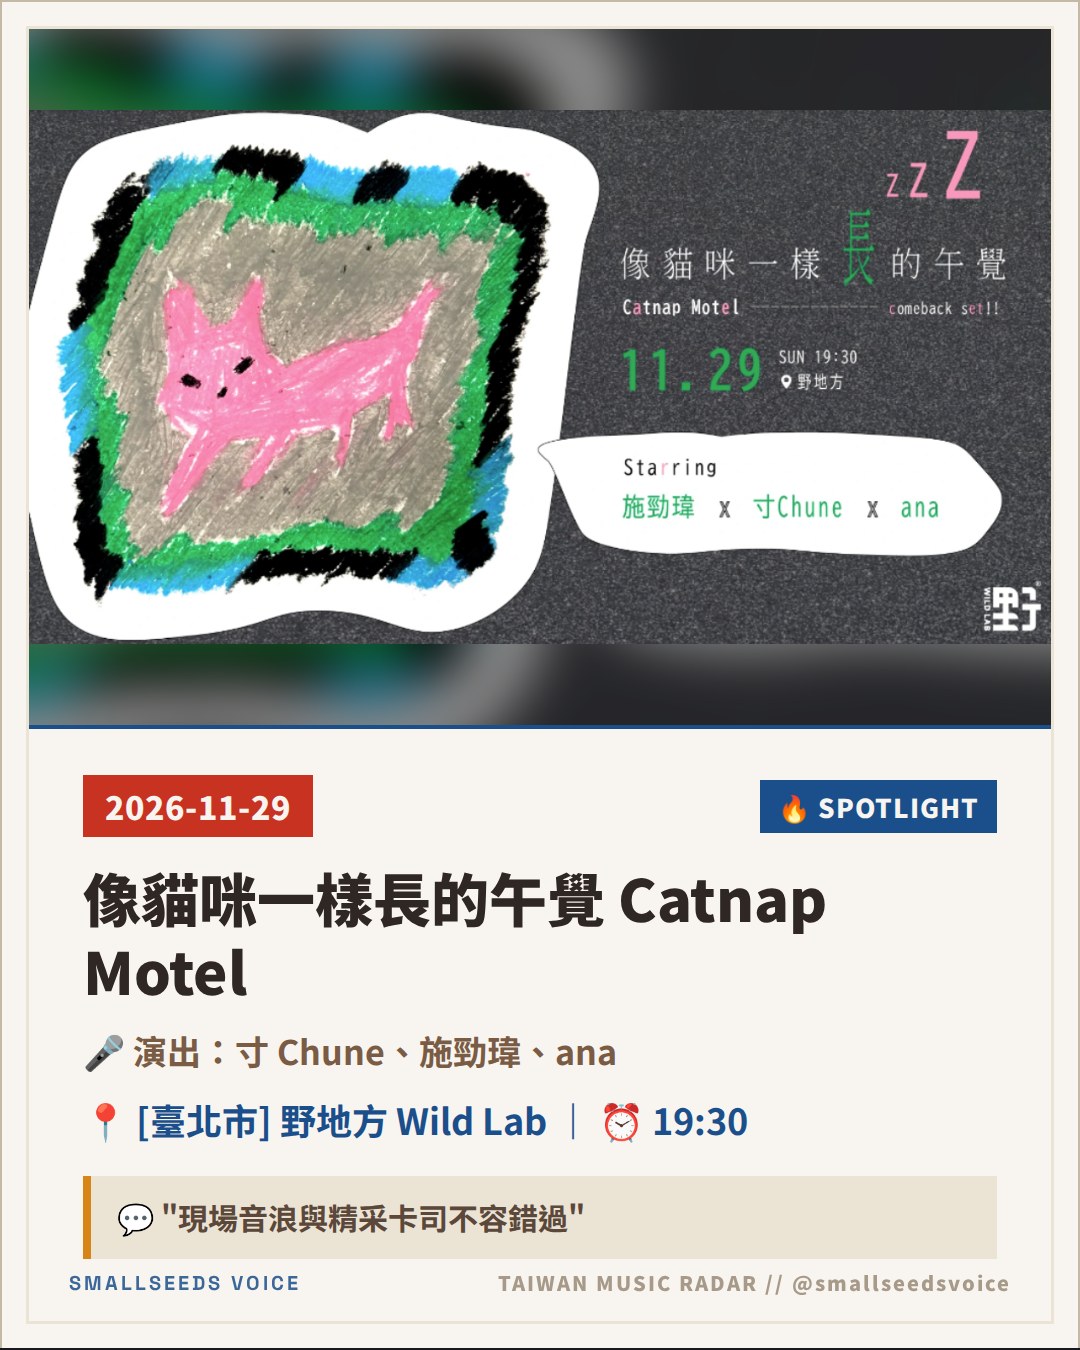 z Z Z
像貓咪一樣長的午覺
Catnap Motel comeback set!!
11.29 SUN 19:30
野地方
Starring
施勁瑋 x 寸Chune x ana
WILD LAB 野
2026-11-29
🔥 SPOTLIGHT
像貓咪一樣長的午覺 Catnap
Motel
🎤 演出：寸 Chune、施勁瑋、ana
📍 [臺北市] 野地方 Wild Lab ｜ ⏰ 19:30
💬 "現場音浪與精采卡司不容錯過"
SMALLSEEDS VOICE
TAIWAN MUSIC RADAR // @smallseedsvoice